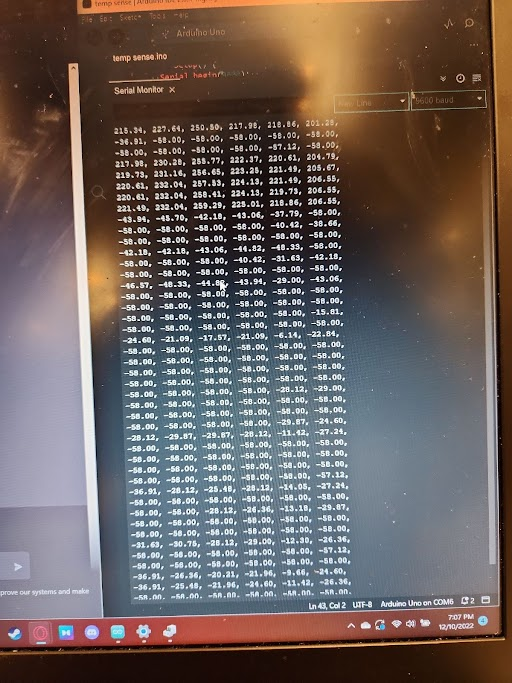 temp sense | Arduino
File Edit Sketch Tools Help
Arduino Uno
temp sense.ino
Serial Monitor ×
New Line
9600 baud
215.34, 227.64, 250.50, 217.98, 218.86, 201.28,
-36.91, -58.00, -58.00, -58.00, -58.00, -58.00,
-58.00, -58.00, -58.00, -58.00, -57.12, -58.00,
217.98, 230.28, 255.77, 222.37, 220.61, 204.79,
219.73, 231.16, 256.65, 223.25, 221.49, 205.67,
220.61, 232.04, 257.53, 224.13, 221.49, 206.55,
220.61, 232.04, 258.41, 224.13, 219.73, 206.55,
221.49, 232.04, 259.29, 225.01, 218.86, 206.55,
-43.94, -45.70, -42.18, -43.06, -37.79, -58.00,
-58.00, -58.00, -58.00, -58.00, -40.42, -38.66,
-58.00, -58.00, -58.00, -58.00, -58.00, -58.00,
-42.18, -42.18, -43.06, -44.82, -48.33, -58.00,
-58.00, -58.00, -58.00, -40.42, -31.63, -42.18,
-58.00, -58.00, -58.00, -58.00, -58.00, -58.00,
-46.57, -48.33, -44.82, -43.94, -29.00, -43.06,
-58.00, -58.00, -58.00, -58.00, -58.00, -58.00,
-58.00, -58.00, -58.00, -58.00, -58.00, -58.00,
-58.00, -58.00, -58.00, -58.00, -58.00, -15.81,
-58.00, -58.00, -58.00, -58.00, -58.00, -58.00,
-24.60, -21.09, -17.57, -21.09, -6.14, -22.84,
-58.00, -58.00, -58.00, -58.00, -58.00, -58.00,
-58.00, -58.00, -58.00, -58.00, -58.00, -58.00,
-58.00, -58.00, -58.00, -58.00, -58.00, -58.00,
-58.00, -58.00, -58.00, -58.00, -28.12, -29.00,
-58.00, -58.00, -58.00, -58.00, -58.00, -58.00,
-58.00, -58.00, -58.00, -58.00, -58.00, -58.00,
-58.00, -58.00, -58.00, -58.00, -29.87, -24.60,
-58.00, -58.00, -58.00, -58.00, -58.00, -58.00,
-28.12, -29.87, -29.87, -28.12, -11.42, -27.24,
-58.00, -58.00, -58.00, -58.00, -58.00, -58.00,
-58.00, -58.00, -58.00, -58.00, -58.00, -58.00,
-58.00, -58.00, -58.00, -58.00, -58.00, -57.12,
-36.91, -28.12, -25.48, -28.12, -14.05, -27.24,
-58.00, -58.00, -58.00, -58.00, -58.00, -58.00,
-58.00, -58.00, -28.12, -26.36, -13.18, -29.87,
-58.00, -58.00, -58.00, -58.00, -58.00, -58.00,
-31.63, -30.75, -28.12, -29.00, -12.30, -26.36,
-58.00, -58.00, -58.00, -58.00, -58.00, -57.12,
-58.00, -58.00, -58.00, -58.00, -58.00, -58.00,
-36.91, -26.36, -20.21, -21.96, -9.66, -24.60,
-36.91, -25.48, -21.96, -24.60, -11.42, -26.36,
-58.00, -58.00, -58.00, -58.00, -58.00, -58.00,
prove our systems and make
Ln 43, Col 2 UTF-8 Arduino Uno on COM6 2
7:07 PM
12/10/2022